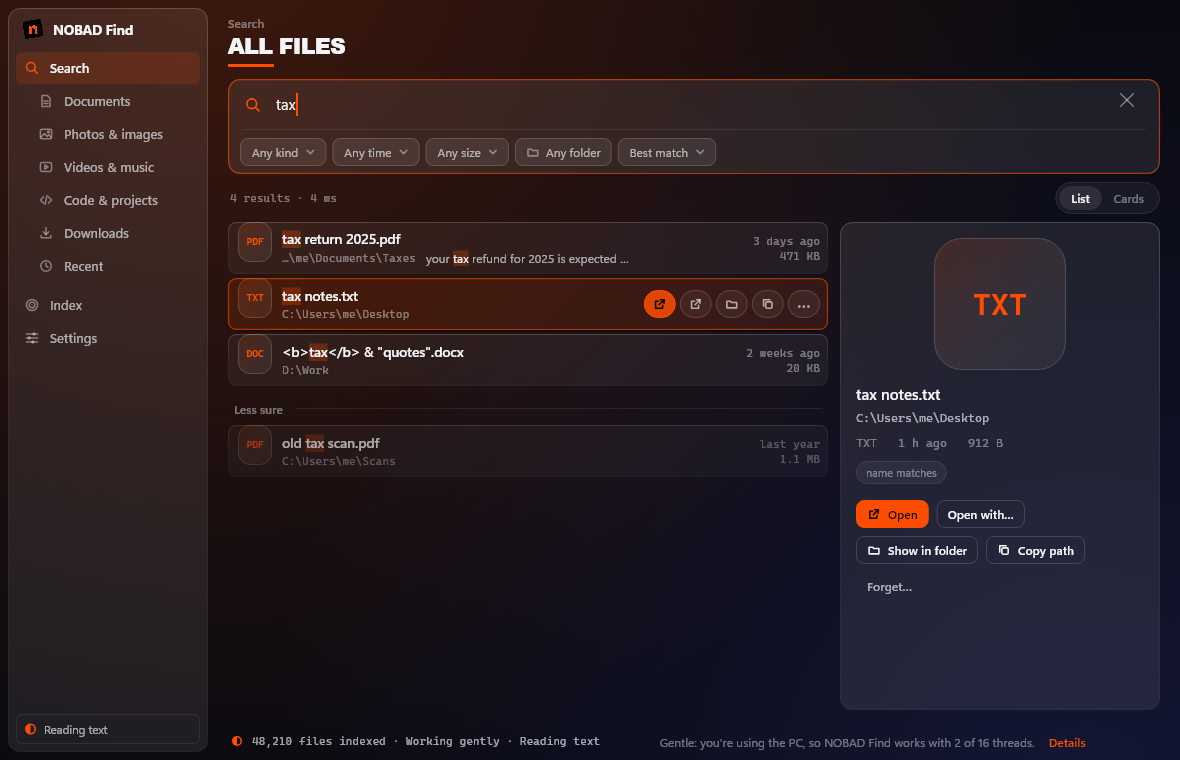 NOBAD Find
Search
Documents
Photos & images
Videos & music
Code & projects
Downloads
Recent
Index
Settings
Reading text
Search
ALL FILES
tax
Any kind
Any time
Any size
Any folder
Best match
4 results · 4 ms
List
Cards
PDF
tax return 2025.pdf
…\me\Documents\Taxes your tax refund for 2025 is expected …
3 days ago
471 KB
TXT
tax notes.txt
C:\Users\me\Desktop
DOC
<b>tax</b> & "quotes".docx
D:\Work
2 weeks ago
20 KB
Less sure
PDF
old tax scan.pdf
C:\Users\me\Scans
last year
1.1 MB
TXT
tax notes.txt
C:\Users\me\Desktop
TXT 1 h ago 912 B
name matches
Open
Open with...
Show in folder
Copy path
Forget...
48,210 files indexed · Working gently · Reading text
Gentle: you're using the PC, so NOBAD Find works with 2 of 16 threads.
Details